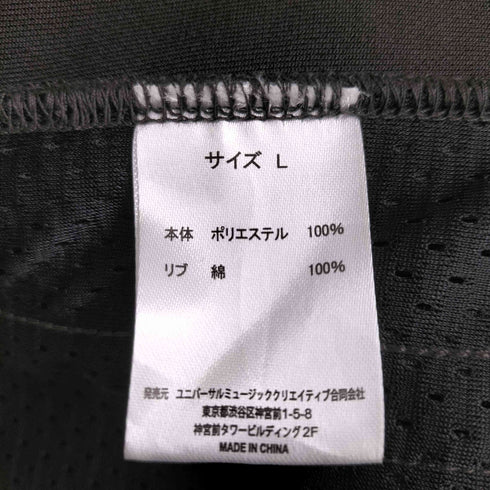 サイズ L
本体 ポリエステル 100%
リブ 綿 100%
発売元 ユニバーサルミュージッククリエイティブ合同会社
東京都渋谷区神宮前1-5-8
神宮前タワービルディング2F
MADE IN CHINA